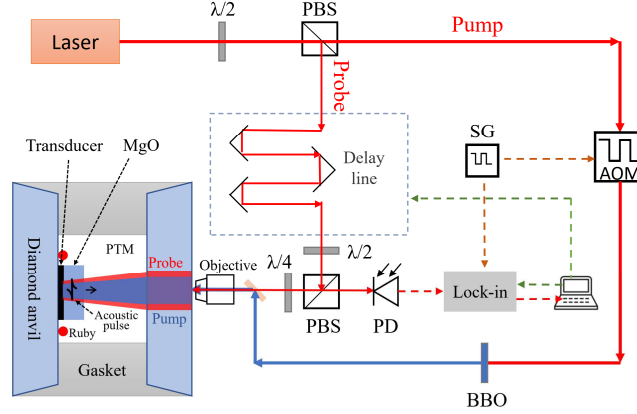 λ/2
PBS
Laser
Pump
Probe
SG
Transducer
MgO
Delay
line
AOM
PTM
λ/2
λ/4
Diamond anvil
Probe
Objective
Lock-in
Acoustic
pulse
PBS
PD
Ruby
Pump
Gasket
BBO